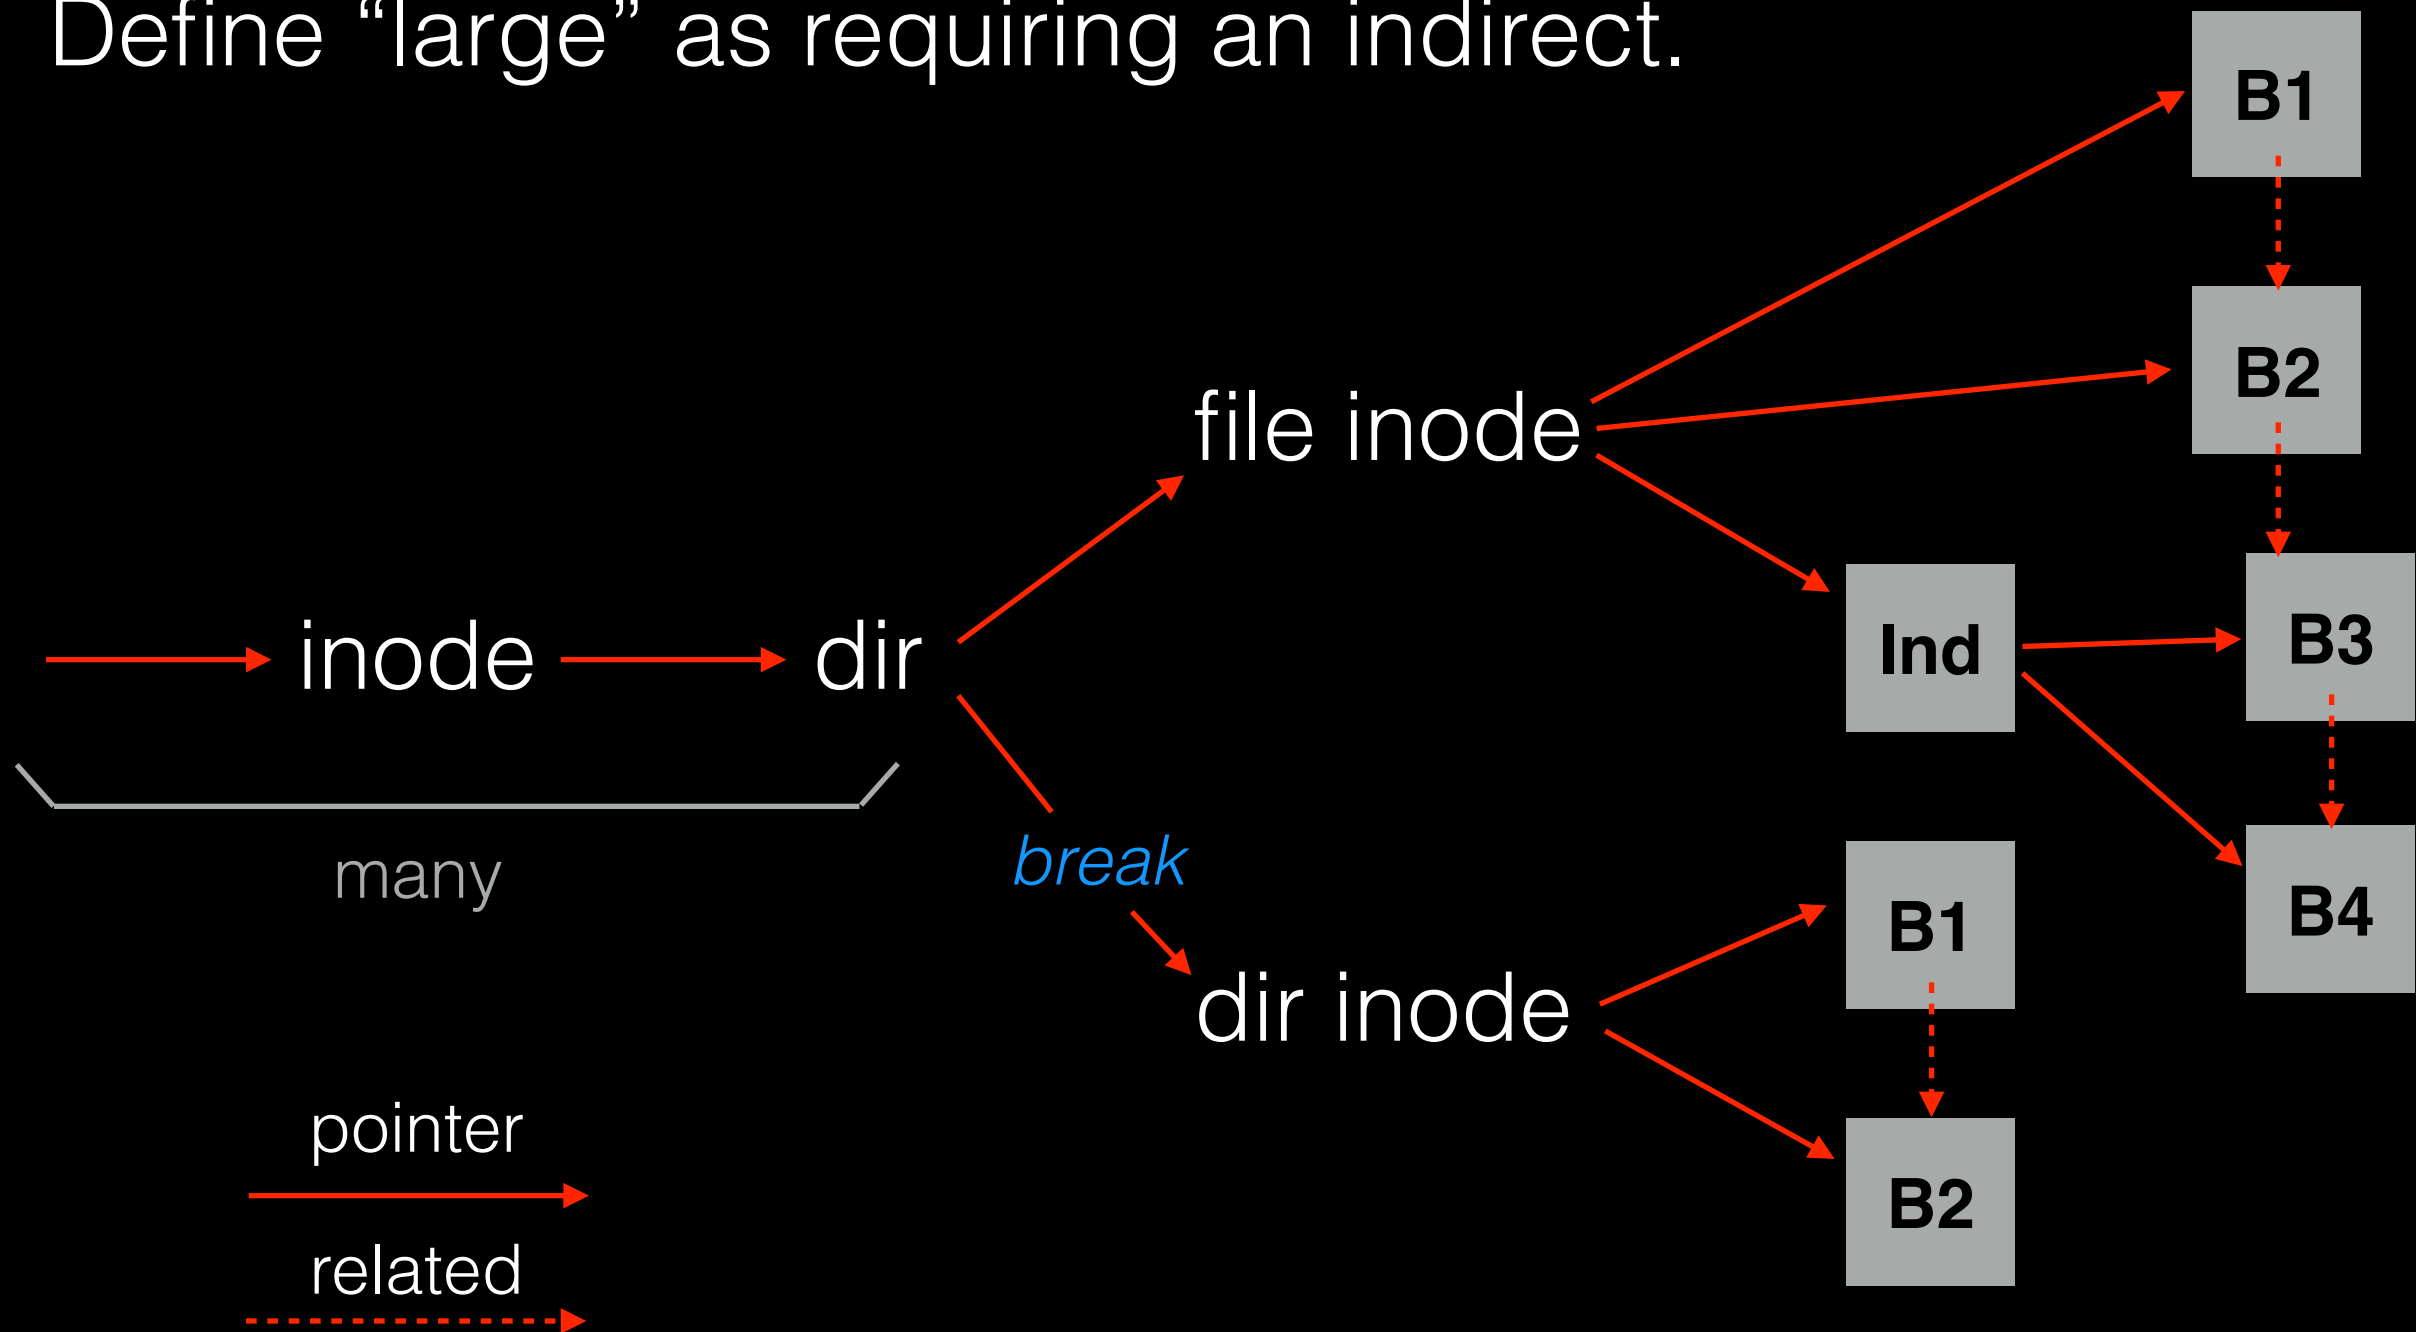 Define “large” as requiring an indirect.
B1
B2
file inode
inode
dir
Ind
B3
many
break
B1
B4
dir inode
pointer
B2
related